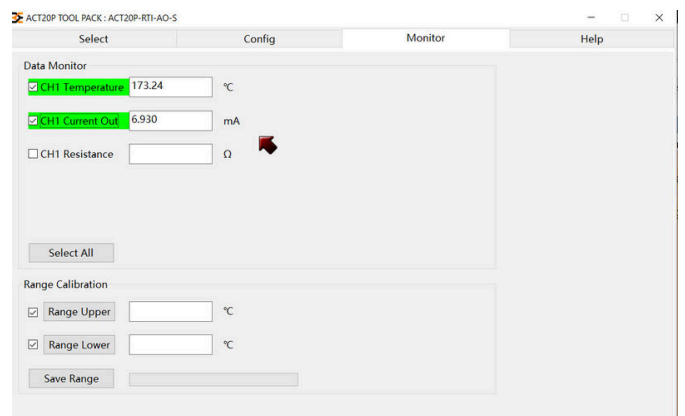 ACT20P TOOL PACK : ACT20P-RTI-AO-S
Select Config Monitor Help
Data Monitor
CH1 Temperature 173.24 °C
CH1 Current Out 6.930 mA
CH1 Resistance Ω
Select All
Range Calibration
Range Upper °C
Range Lower °C
Save Range